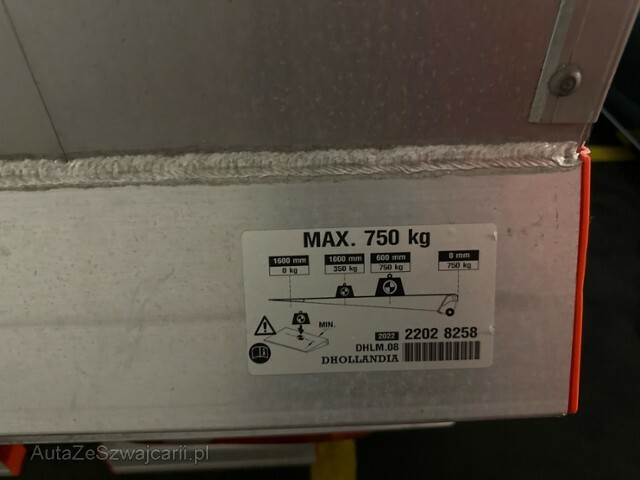 MAX. 750 kg
1600 mm 1000 mm 600 mm 0 mm
0 kg 350 kg 750 kg 750 kg
MIN.
2022 2202 8258
DHLM.08
DHOLLANDIA
AutaZeSzwajcarii.pl